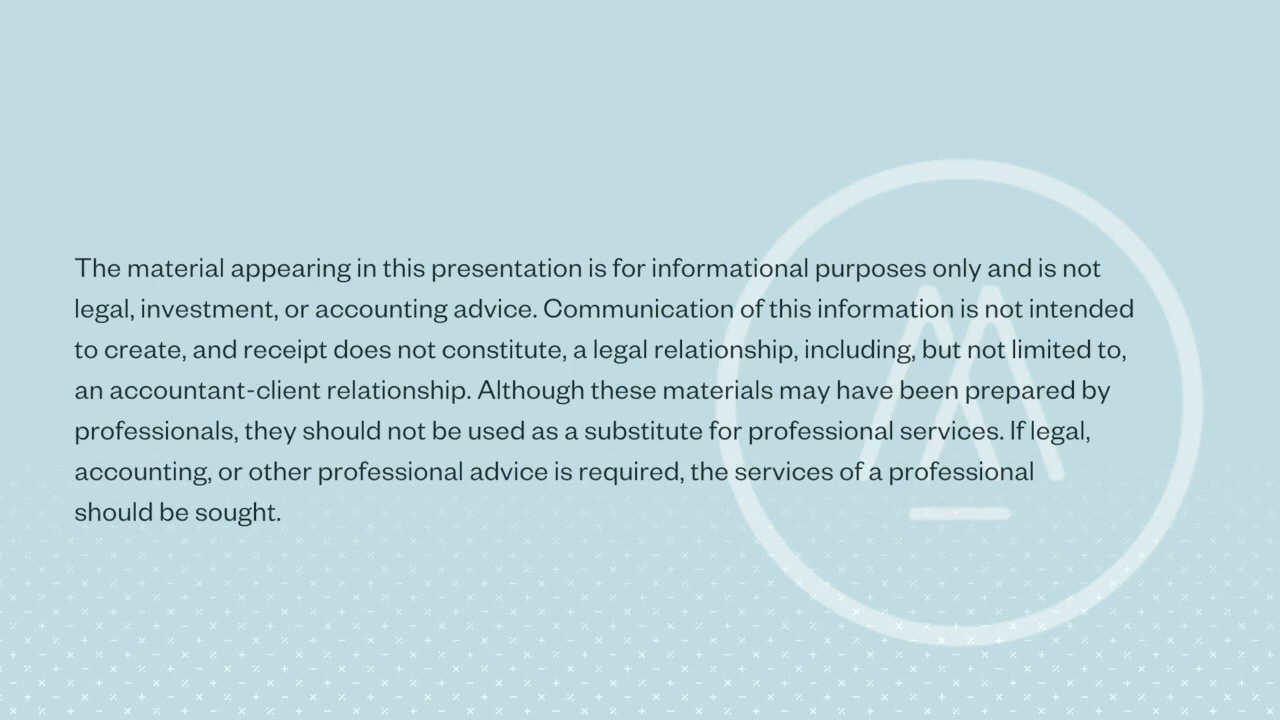 The material appearing in this presentation is for informational purposes only and is not
legal, investment, or accounting advice. Communication of this information is not intended
to create, and receipt does not constitute, a legal relationship, including, but not limited to,
an accountant-client relationship. Although these materials may have been prepared by
professionals, they should not be used as a substitute for professional services. If legal,
accounting, or other professional advice is required, the services of a professional
should be sought.